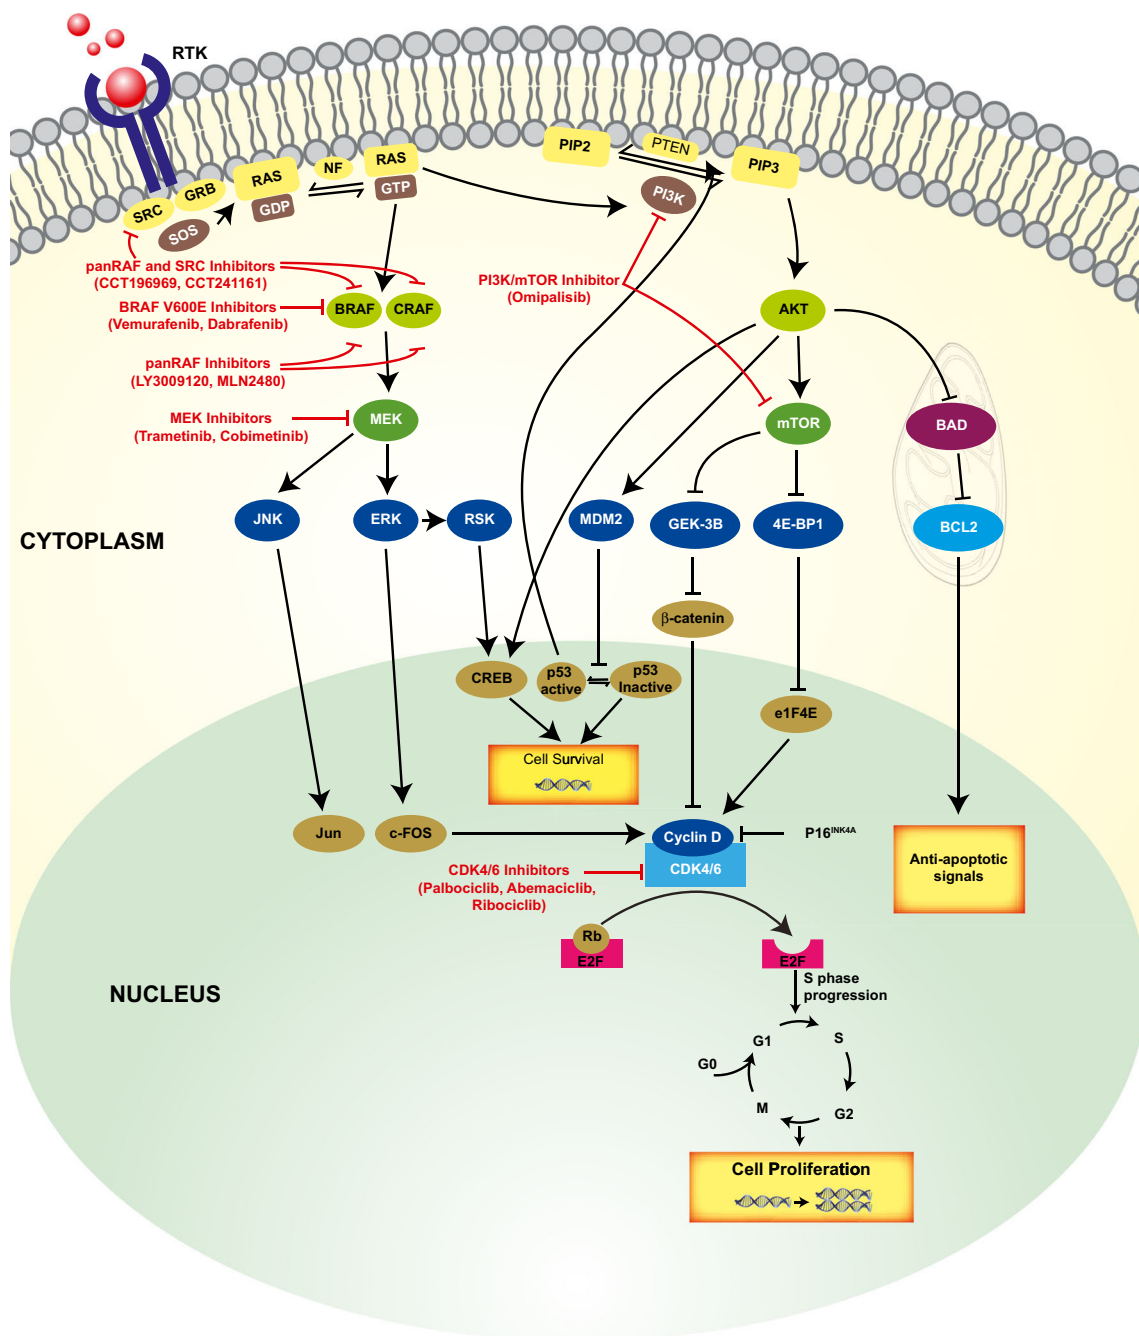 RTK
PIP2
PTEN
PIP3
NF
RAS
GTP
RAS
GDP
GRB
SRC
SOS
PI3K
panRAF and SRC Inhibitors
(CCT196969, CCT241161)
PI3K/mTOR Inhibitor
(Omipalisib)
BRAF V600E Inhibitors
(Vemurafenib, Dabrafenib)
BRAF
CRAF
AKT
panRAF Inhibitors
(LY3009120, MLN2480)
MEK Inhibitors
(Trametinib, Cobimetinib)
MEK
mTOR
BAD
JNK
ERK
RSK
MDM2
GEK-3B
4E-BP1
BCL2
CYTOPLASM
β-catenin
CREB
p53
active
p53
Inactive
e1F4E
Cell Survival
Jun
c-FOS
Cyclin D
P16INK4A
CDK4/6
CDK4/6 Inhibitors
(Palbociclib, Abemaciclib,
Ribociclib)
Anti-apoptotic
signals
Rb
E2F
E2F
S phase
progression
NUCLEUS
G1
S
G0
M
G2
Cell Proliferation